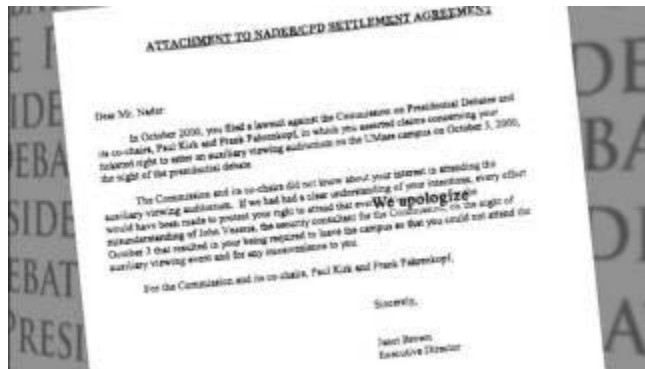 ATTACHMENT TO NADER/CPD SETTLEMENT AGREEMENT
Dear Mr. Nader:
In October 2000, you filed a lawsuit against the Commission on Presidential Debates and
its co-chairs, Paul Kirk and Frank Fahrenkopf, in which you asserted claims concerning your
ticketed right to enter an auxiliary viewing auditorium on the UMass campus on October 3, 2000,
the night of the presidential debate.
The Commission and its co-chairs did not know about your interest in attending the
auxiliary viewing auditorium. If we had had a clear understanding of your intentions, every effort
would have been made to protect your right to attend that We apologize
misunderstanding of John Vezeris, the security consultant for the Commission, on the night of
October 3 that resulted in your being required to leave the campus so that you could not attend the
auxiliary viewing event and for any inconvenience to you.
For the Commission and its co-chairs, Paul Kirk and Frank Fahrenkopf,
Sincerely,
Janet Brown
Executive Director